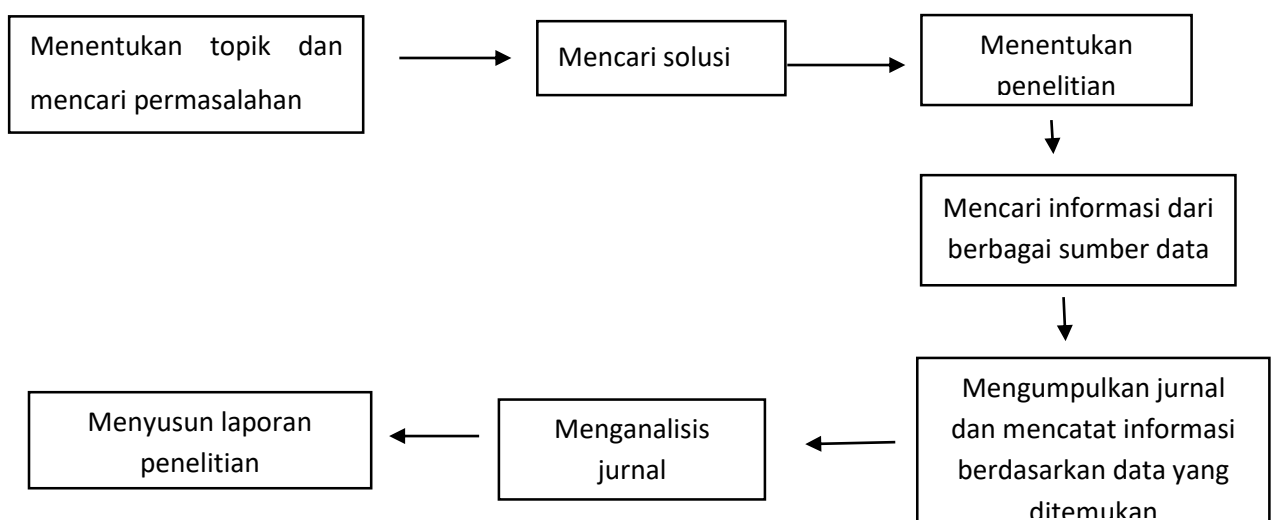 Menentukan topik dan
mencari permasalahan
Mencari solusi
Menentukan
penelitian
Mencari informasi dari
berbagai sumber data
Mengumpulkan jurnal
dan mencatat informasi
berdasarkan data yang
ditemukan
Menganalisis
jurnal
Menyusun laporan
penelitian